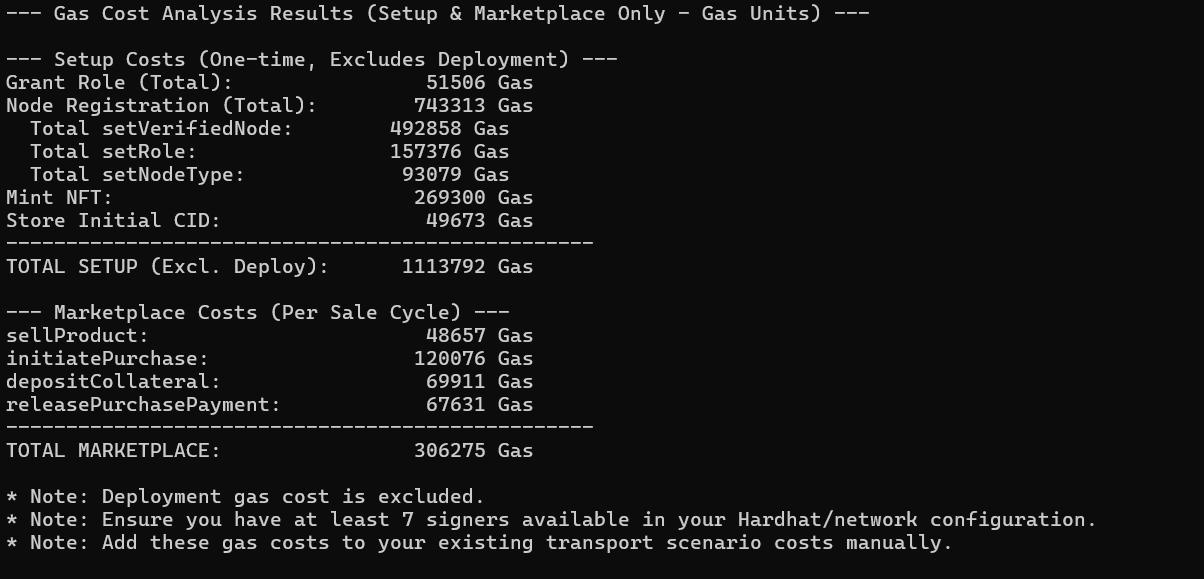 --- Gas Cost Analysis Results (Setup & Marketplace Only - Gas Units) ---
--- Setup Costs (One-time, Excludes Deployment) ---
Grant Role (Total):                51506 Gas
Node Registration (Total):        743313 Gas
  Total setVerifiedNode:        492858 Gas
  Total setRole:                157376 Gas
  Total setNodeType:             93079 Gas
Mint NFT:                         269300 Gas
Store Initial CID:                 49673 Gas
-------------------------------------------------
TOTAL SETUP (Excl. Deploy):      1113792 Gas
--- Marketplace Costs (Per Sale Cycle) ---
sellProduct:                       48657 Gas
initiatePurchase:                 120076 Gas
depositCollateral:                 69911 Gas
releasePurchasePayment:            67631 Gas
-------------------------------------------------
TOTAL MARKETPLACE:                306275 Gas
* Note: Deployment gas cost is excluded.
* Note: Ensure you have at least 7 signers available in your Hardhat/network configuration.
* Note: Add these gas costs to your existing transport scenario costs manually.